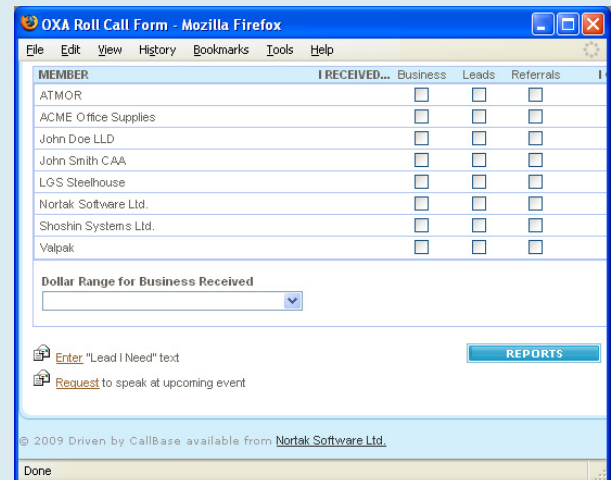 OXA Roll Call Form - Mozilla Firefox
File Edit View History Bookmarks Tools Help
MEMBER I RECEIVED... Business Leads Referrals I
ATMOR
ACME Office Supplies
John Doe LLD
John Smith CAA
LGS Steelhouse
Nortak Software Ltd.
Shoshin Systems Ltd.
Valpak
Dollar Range for Business Received
Enter "Lead I Need" text
REPORTS
Request to speak at upcoming event
© 2009 Driven by CallBase available from Nortak Software Ltd.
Done